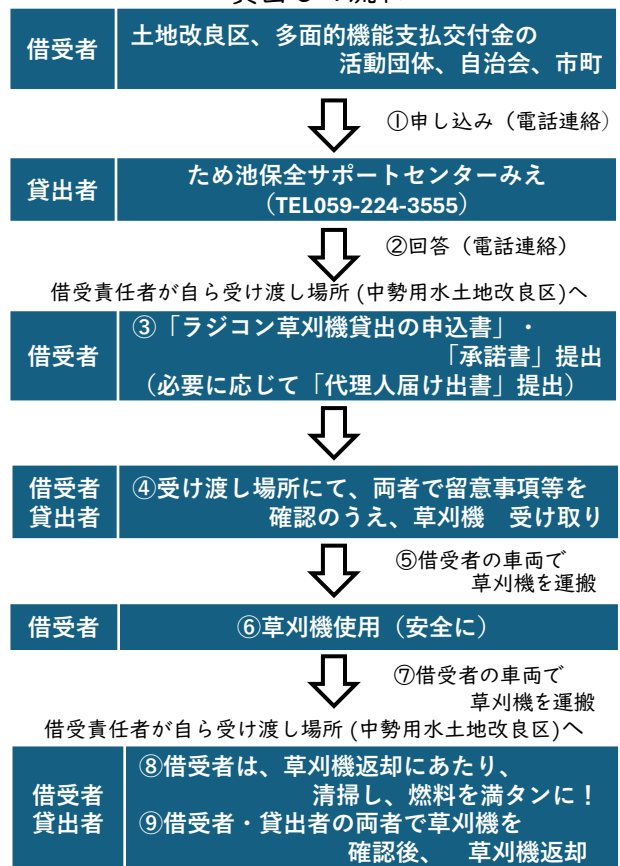 借受者
土地改良区、多面的機能支払交付金の
活動団体、自治会、市町
①申し込み（電話連絡）
貸出者
ため池保全サポートセンターみえ
（TEL059-224-3555）
②回答（電話連絡）
借受責任者が自ら受け渡し場所(中勢用水土地改良区)へ
借受者
③「ラジコン草刈機貸出の申込書」・
「承諾書」提出
（必要に応じて「代理人届け出書」提出）
借受者
貸出者
④受け渡し場所にて、両者で留意事項等を
確認のうえ、草刈機　受け取り
⑤借受者の車両で
草刈機を運搬
借受者
⑥草刈機使用（安全に）
⑦借受者の車両で
草刈機を運搬
借受責任者が自ら受け渡し場所(中勢用水土地改良区)へ
借受者
貸出者
⑧借受者は、草刈機返却にあたり、
清掃し、燃料を満タンに！
⑨借受者・貸出者の両者で草刈機を
確認後、　草刈機返却